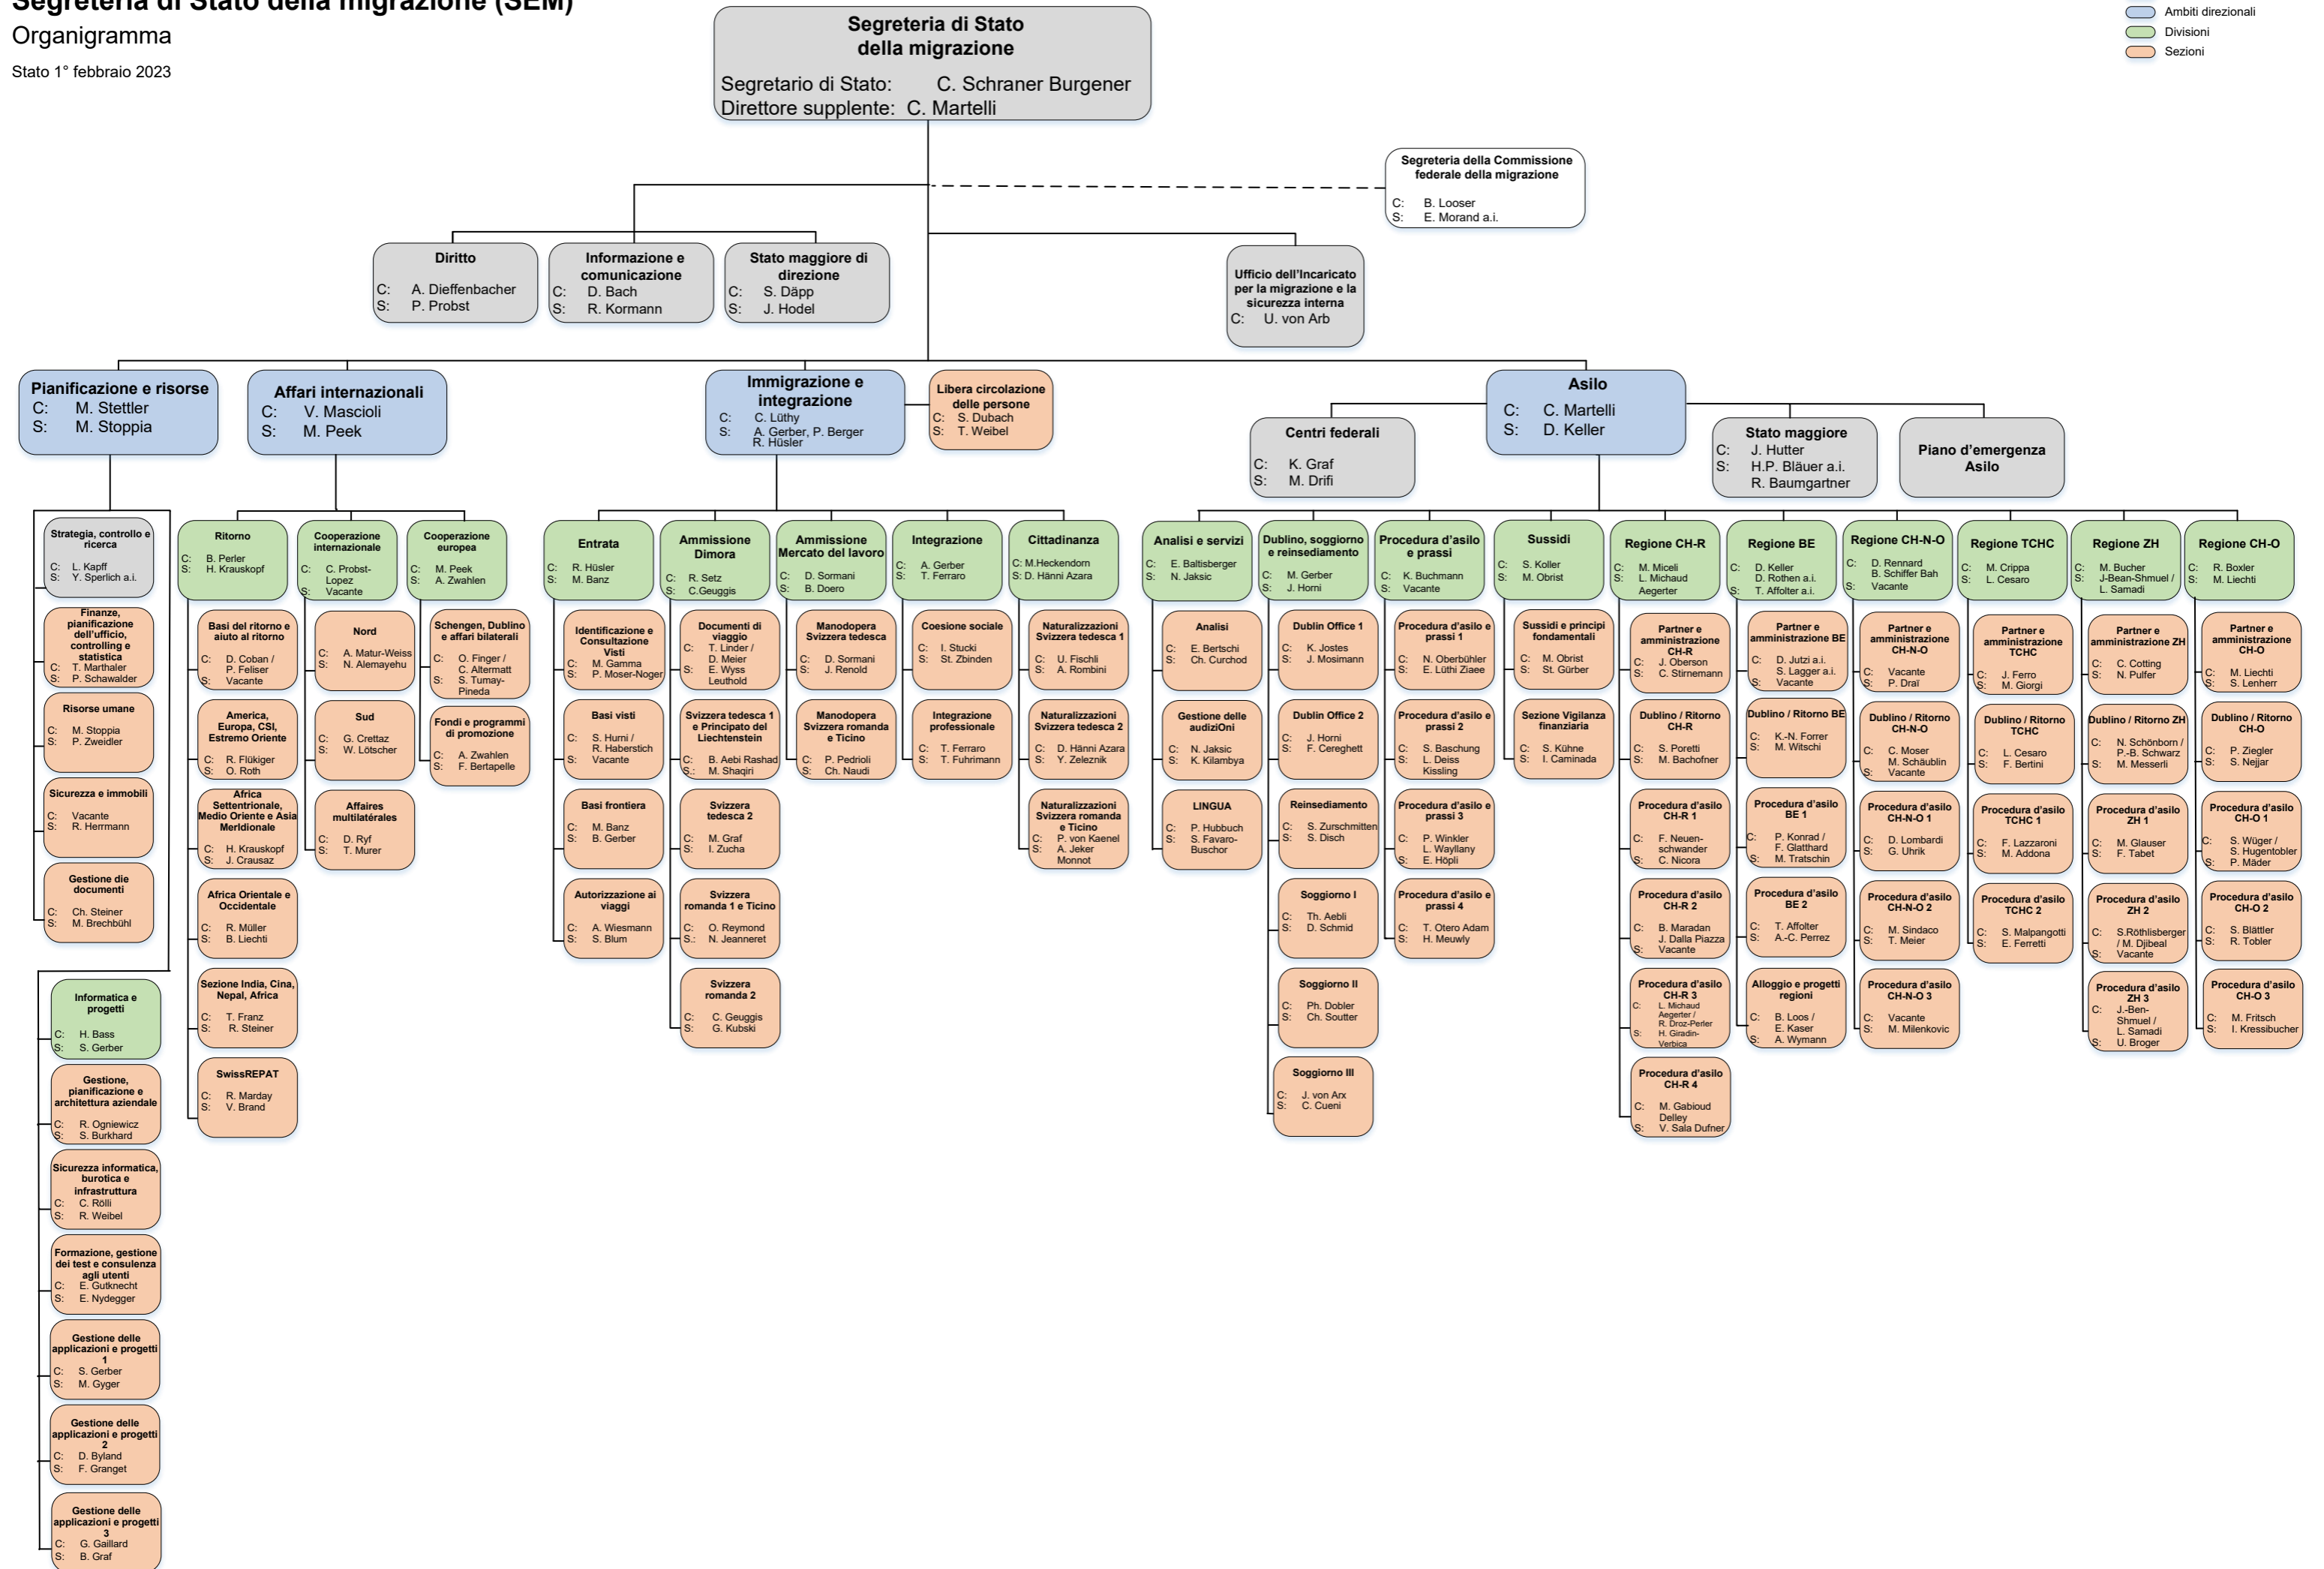 Segreteria di Stato della migrazione (SEM)
Organigramma
Stato 1° febbraio 2023
Ambiti direzionali
Divisioni
Sezioni
Segreteria di Stato
della migrazione
Segretario di Stato: C. Schraner Burgener
Direttore supplente: C. Martelli
Segreteria della Commissione
federale della migrazione
C: B. Looser
S: E. Morand a.i.
Diritto
C: A. Dieffenbacher
S: P. Probst
Informazione e
comunicazione
C: D. Bach
S: R. Kormann
Stato maggiore di
direzione
C: S. Däpp
S: J. Hodel
Ufficio dell'Incaricato
per la migrazione e la
sicurezza interna
C: U. von Arb
Pianificazione e risorse
C: M. Stettler
S: M. Stoppia
Affari internazionali
C: V. Mascioli
S: M. Peek
Immigrazione e
integrazione
C: C. Lüthy
S: A. Gerber, P. Berger
R. Hüsler
Libera circolazione
delle persone
C: S. Dubach
S: T. Weibel
Asilo
C: C. Martelli
S: D. Keller
Centri federali
C: K. Graf
S: M. Drifi
Stato maggiore
C: J. Hutter
S: H.P. Bläuer a.i.
R. Baumgartner
Piano d'emergenza
Asilo
Strategia, controllo e
ricerca
C: L. Kapff
S: Y. Sperlich a.i.
Finanze,
pianificazione
dell'ufficio,
controlling e
statistica
C: T. Marthaler
S: P. Schawalder
Risorse umane
C: M. Stoppia
S: P. Zweidler
Sicurezza e immobili
C: Vacante
S: R. Herrmann
Gestione die
documenti
C: Ch. Steiner
S: M. Brechbühl
Informatica e
progetti
C: H. Bass
S: S. Gerber
Gestione,
pianificazione e
architettura aziendale
C: R. Ogniewicz
S: S. Burkhard
Sicurezza informatica,
burotica e
infrastruttura
C: C. Rölli
S: R. Weibel
Formazione, gestione
dei test e consulenza
agli utenti
C: E. Gutknecht
S: E. Nydegger
Gestione delle
applicazioni e progetti
1
C: S. Gerber
S: M. Gyger
Gestione delle
applicazioni e progetti
2
C: D. Byland
S: F. Granget
Gestione delle
applicazioni e progetti
3
C: G. Gaillard
S: B. Graf
Ritorno
C: B. Perler
S: H. Krauskopf
Basi del ritorno e
aiuto al ritorno
C: D. Coban /
P. Feliser
S: Vacante
America,
Europa, CSI,
Estremo Oriente
C: R. Flükiger
S: O. Roth
Africa
Settentrionale,
Medio Oriente e Asia
Merldionale
C: H. Krauskopf
S: J. Crausaz
Africa Orientale e
Occidentale
C: R. Müller
S: B. Liechti
Sezione India, Cina,
Nepal, Africa
C: T. Franz
S: R. Steiner
SwissREPAT
C: R. Marday
S: V. Brand
Cooperazione
internazionale
C: C. Probst-
Lopez
S: Vacante
Nord
C: A. Matur-Weiss
S: N. Alemayehu
Sud
C: G. Crettaz
S: W. Lötscher
Affaires
multilatérales
C: D. Ryf
S: T. Murer
Cooperazione
europea
C: M. Peek
S: A. Zwahlen
Schengen, Dublino
e affari bilaterali
C: O. Finger /
C. Altermatt
S: S. Tumay-
Pineda
Fondi e programmi
di promozione
C: A. Zwahlen
S: F. Bertapelle
Entrata
C: R. Hüsler
S: M. Banz
Identificazione e
Consultazione
Visti
C: M. Gamma
S: P. Moser-Noger
Basi visti
C: S. Hurni /
R. Haberstich
S: Vacante
Basi frontiera
C: M. Banz
S: B. Gerber
Autorizzazione ai
viaggi
C: A. Wiesmann
S: S. Blum
Ammissione
Dimora
C: R. Setz
S: C.Geuggis
Documenti di
viaggio
C: T. Linder /
D. Meier
S: E. Wyss
Leuthold
Svizzera tedesca 1
e Principato del
Liechtenstein
C: B. Aebi Rashad
S.: M. Shaqiri
Svizzera
tedesca 2
C: M. Graf
S: I. Zucha
Svizzera
romanda 1 e Ticino
C: O. Reymond
S.: N. Jeanneret
Svizzera
romanda 2
C: C. Geuggis
S: G. Kubski
Ammissione
Mercato del lavoro
C: D. Sormani
S: B. Doero
Manodopera
Svizzera tedesca
C: D. Sormani
S: J. Renold
Manodopera
Svizzera romanda
e Ticino
C: P. Pedrioli
S: Ch. Naudi
Integrazione
C: A. Gerber
S: T. Ferraro
Coesione sociale
C: I. Stucki
S: St. Zbinden
Integrazione
professionale
C: T. Ferraro
S: T. Fuhrimann
Cittadinanza
C: M.Heckendorn
S: D. Hänni Azara
Naturalizzazioni
Svizzera tedesca 1
C: U. Fischli
S: A. Rombini
Naturalizzazioni
Svizzera tedesca 2
C: D. Hänni Azara
S: Y. Zeleznik
Naturalizzazioni
Svizzera romanda
e Ticino
C: P. von Kaenel
S: A. Jeker
Monnot
Analisi e servizi
C: E. Baltisberger
S: N. Jaksic
Analisi
C: E. Bertschi
S: Ch. Curchod
Gestione delle
audiziOni
C: N. Jaksic
S: K. Kilambya
LINGUA
C: P. Hubbuch
S: S. Favaro-
Buschor
Dublino, soggiorno
e reinsediamento
C: M. Gerber
S: J. Horni
Dublin Office 1
C: K. Jostes
S: J. Mosimann
Dublin Office 2
C: J. Horni
S: F. Cereghett
Reinsediamento
C: S. Zurschmitten
S: S. Disch
Soggiorno I
C: Th. Aebli
S: D. Schmid
Soggiorno II
C: Ph. Dobler
S: Ch. Soutter
Soggiorno III
C: J. von Arx
S: C. Cueni
Procedura d'asilo
e prassi
C: K. Buchmann
S: Vacante
Procedura d'asilo e
prassi 1
C: N. Oberbühler
S: E. Lüthi Ziaee
Procedura d'asilo e
prassi 2
C: S. Baschung
S: L. Deiss
Kissling
Procedura d'asilo e
prassi 3
C: P. Winkler
L. Wayllany
S: E. Höpli
Procedura d'asilo e
prassi 4
C: T. Otero Adam
S: H. Meuwly
Sussidi
C: S. Koller
S: M. Obrist
Sussidi e principi
fondamentali
C: M. Obrist
S: St. Gürber
Sezione Vigilanza
finanziaria
C: S. Kühne
S: I. Caminada
Regione CH-R
C: M. Miceli
S: L. Michaud
Aegerter
Partner e
amministrazione
CH-R
C: J. Oberson
S: C. Stirnemann
Dublino / Ritorno
CH-R
C: S. Poretti
S: M. Bachofner
Procedura d'asilo
CH-R 1
C: F. Neuen-
schwander
S: C. Nicora
Procedura d'asilo
CH-R 2
C: B. Maradan
J. Dalla Piazza
S: Vacante
Procedura d'asilo
CH-R 3
C: L. Michaud
Aegerter /
R. Droz-Perler
S: H. Giradin-
Verbica
Procedura d'asilo
CH-R 4
C: M. Gabioud
Delley
S: V. Sala Dufner
Regione BE
C: D. Keller
D. Rothen a.i.
S: T. Affolter a.i.
Partner e
amministrazione BE
C: D. Jutzi a.i.
S. Lagger a.i.
S: Vacante
Dublino / Ritorno BE
C: K.-N. Forrer
S: M. Witschi
Procedura d'asilo
BE 1
C: P. Konrad /
F. Glatthard
S: M. Tratschin
Procedura d'asilo
BE 2
C: T. Affolter
S: A.-C. Perrez
Alloggio e progetti
regioni
C: B. Loos /
E. Kaser
S: A. Wymann
Regione CH-N-O
C: D. Rennard
B. Schiffer Bah
S: Vacante
Partner e
amministrazione
CH-N-O
C: Vacante
S: P. Draï
Dublino / Ritorno
CH-N-O
C: C. Moser
M. Schäublin
S: Vacante
Procedura d'asilo
CH-N-O 1
C: D. Lombardi
S: G. Uhrik
Procedura d'asilo
CH-N-O 2
C: M. Sindaco
S: T. Meier
Procedura d'asilo
CH-N-O 3
C: Vacante
S: M. Milenkovic
Regione TCHC
C: M. Crippa
S: L. Cesaro
Partner e
amministrazione
TCHC
C: J. Ferro
S: M. Giorgi
Dublino / Ritorno
TCHC
C: L. Cesaro
S: F. Bertini
Procedura d'asilo
TCHC 1
C: F. Lazzaroni
S: M. Addona
Procedura d'asilo
TCHC 2
C: S. Malpangotti
S: E. Ferretti
Regione ZH
C: M. Bucher
S: J-Bean-Shmuel /
L. Samadi
Partner e
amministrazione ZH
C: C. Cotting
S: N. Pulfer
Dublino / Ritorno ZH
C: N. Schönborn /
P.-B. Schwarz
S: M. Messerli
Procedura d'asilo
ZH 1
C: M. Glauser
S: F. Tabet
Procedura d'asilo
ZH 2
C: S.Röthlisberger
/ M. Djibeal
S: Vacante
Procedura d'asilo
ZH 3
C: J.-Ben-
Shmuel /
L. Samadi
S: U. Broger
Regione CH-O
C: R. Boxler
S: M. Liechti
Partner e
amministrazione
CH-O
C: M. Liechti
S: S. Lenherr
Dublino / Ritorno
CH-O
C: P. Ziegler
S: S. Nejjar
Procedura d'asilo
CH-O 1
C: S. Wüger /
S. Hugentobler
S: P. Mäder
Procedura d'asilo
CH-O 2
C: S. Blättler
S: R. Tobler
Procedura d'asilo
CH-O 3
C: M. Fritsch
S: I. Kressibucher